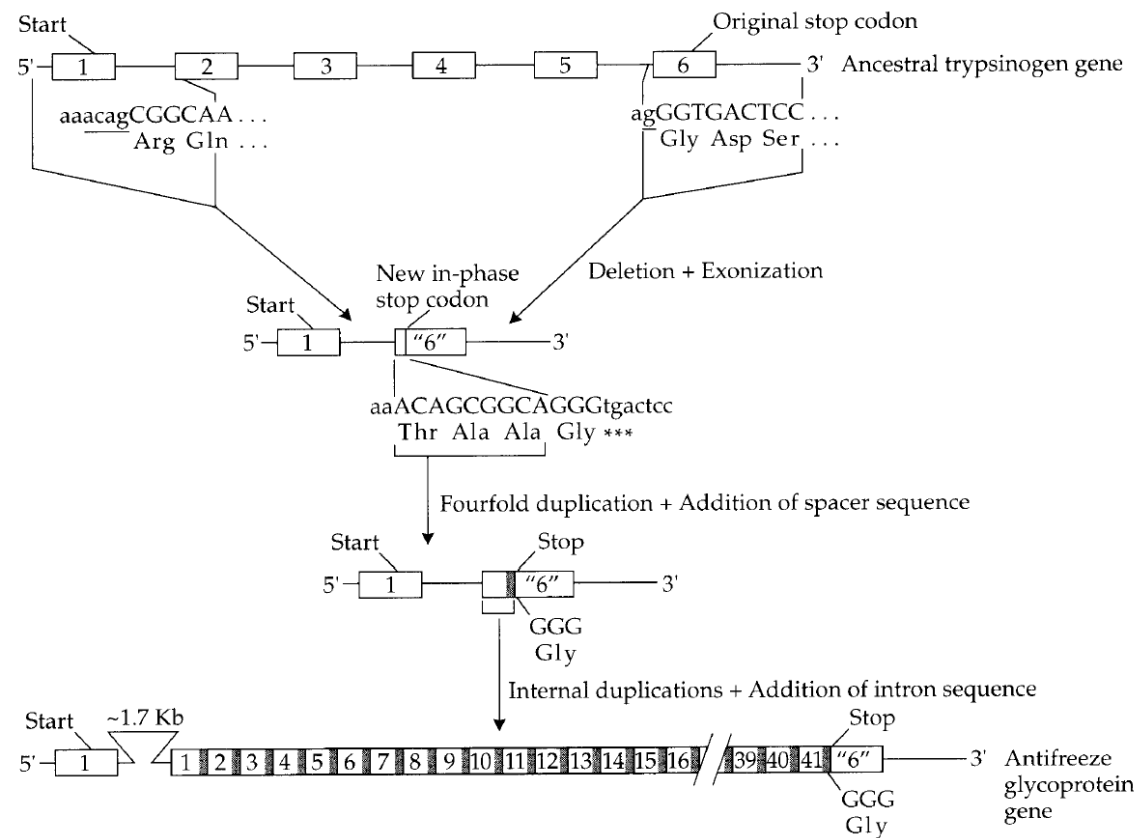 Start
Original stop codon
5' 1 2 3 4 5 6 3' Ancestral trypsinogen gene
aaacagCGGCAA . . .
Arg Gln . . .
agGGTGACTCC . . .
Gly Asp Ser . . .
Deletion + Exonization
New in-phase
stop codon
Start
5' 1 "6" 3'
aaACAGCGGCAGGGtgactcc
Thr Ala Ala Gly ***
Fourfold duplication + Addition of spacer sequence
Start
Stop
5' 1 "6" 3'
GGG
Gly
Internal duplications + Addition of intron sequence
Start
~1.7 Kb
Stop
5' 1 1 2 3 4 5 6 7 8 9 10 11 12 13 14 15 16 39 40 41 "6" 3' Antifreeze
glycoprotein
gene
GGG
Gly